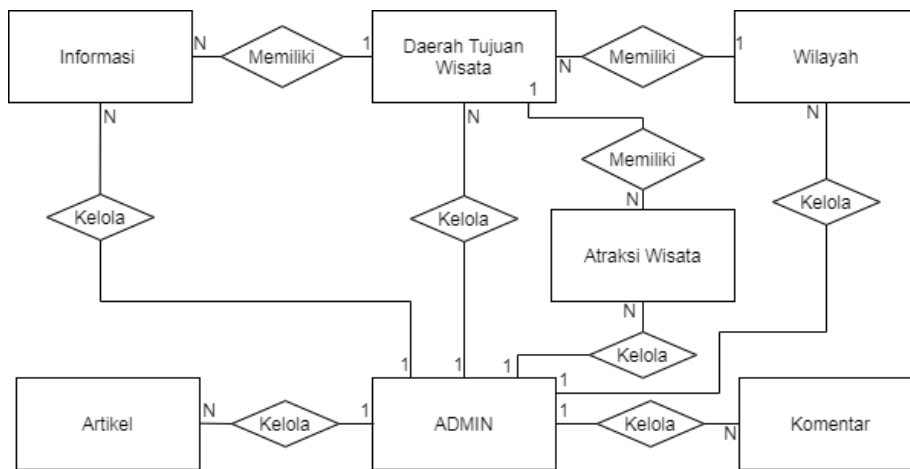 Informasi
N
Memiliki
1
Daerah Tujuan
Wisata
N
Memiliki
1
Wilayah
N
N
1
N
Memiliki
Kelola
Kelola
Kelola
N
Atraksi Wisata
N
Kelola
1
1
1
1
Artikel
N
Kelola
1
ADMIN
1
Kelola
N
Komentar